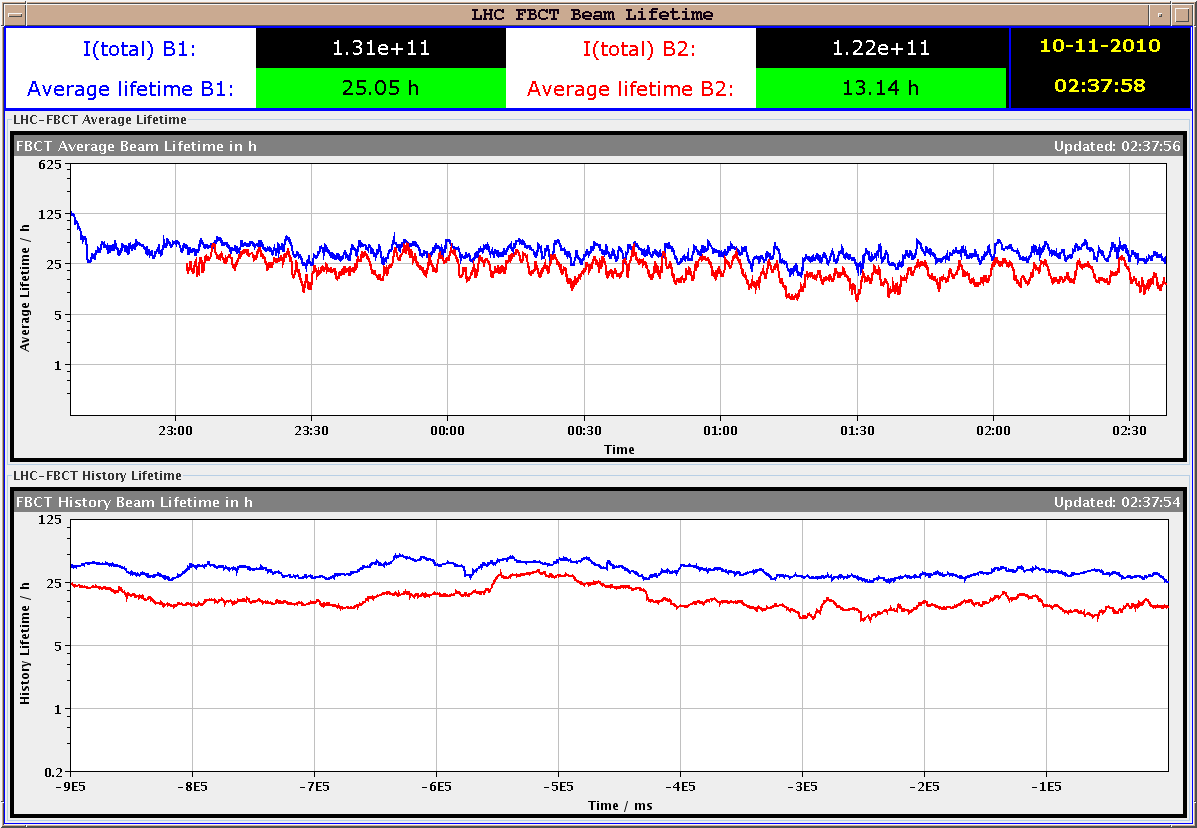 LHC FBCT Beam Lifetime
I(total) B1: 1.31e+11 I(total) B2: 1.22e+11 10-11-2010
Average lifetime B1: 25.05 h Average lifetime B2: 13.14 h 02:37:58
LHC-FBCT Average Lifetime
FBCT Average Beam Lifetime in h Updated: 02:37:56
625
125
25
5
1
Average Lifetime / h
23:00 23:30 00:00 00:30 01:00 01:30 02:00 02:30
Time
LHC-FBCT History Lifetime
FBCT History Beam Lifetime in h Updated: 02:37:54
125
25
5
1
0.2
History Lifetime / h
-9E5 -8E5 -7E5 -6E5 -5E5 -4E5 -3E5 -2E5 -1E5
Time / ms